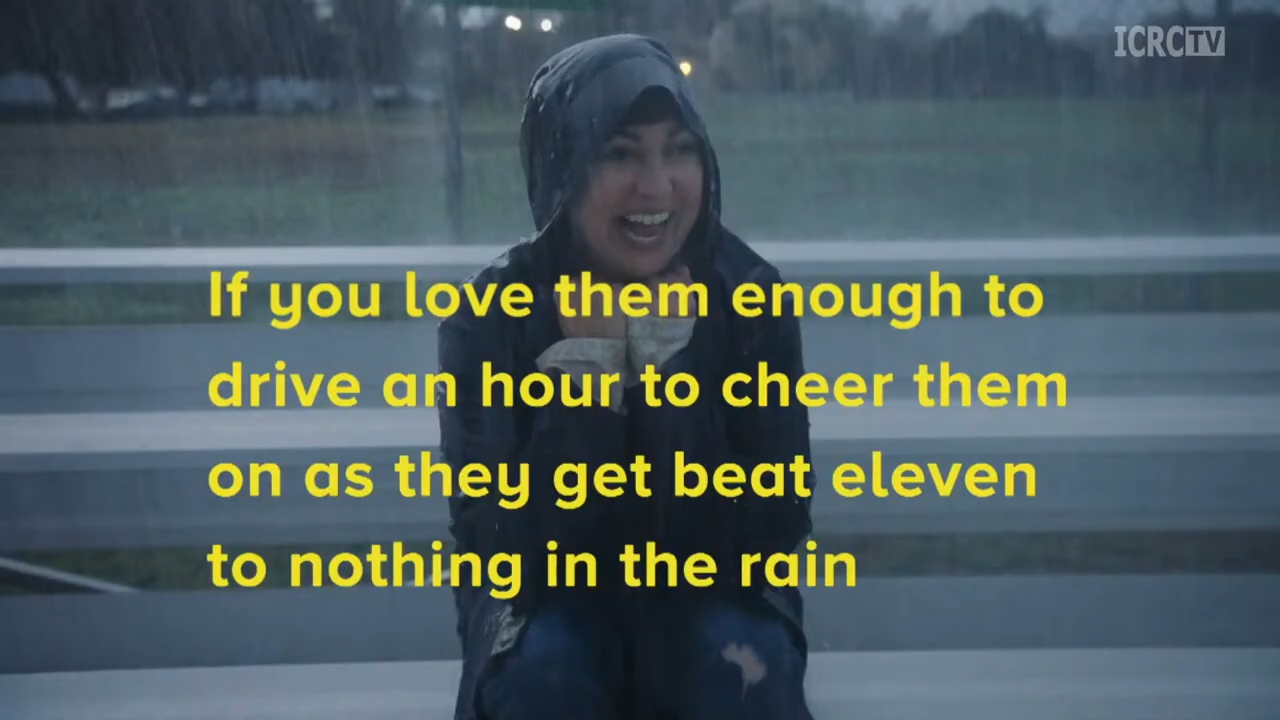 ICRCTV
If you love them enough to
drive an hour to cheer them
on as they get beat eleven
to nothing in the rain